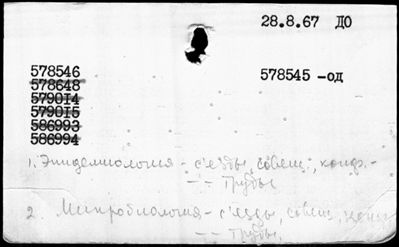 28.8.67 ДО
578546
578545 -од
578648
579014
579015
586993
586994
1. Эпидемиология - съезды, совещ., конф. -
-- Труды
2. Микробиология - съезды, совещ.,
-- Труды.